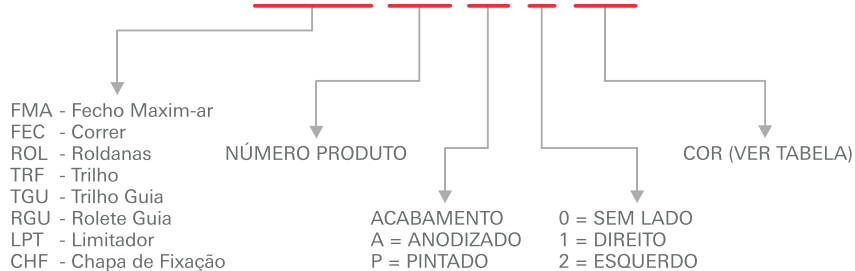 FMA - Fecho Maxim-ar
FEC - Correr
ROL - Roldanas
TRF - Trilho
TGU - Trilho Guia
RGU - Rolete Guia
LPT - Limitador
CHF - Chapa de Fixação
NÚMERO PRODUTO
ACABAMENTO
A = ANODIZADO
P = PINTADO
0 = SEM LADO
1 = DIREITO
2 = ESQUERDO
COR (VER TABELA)